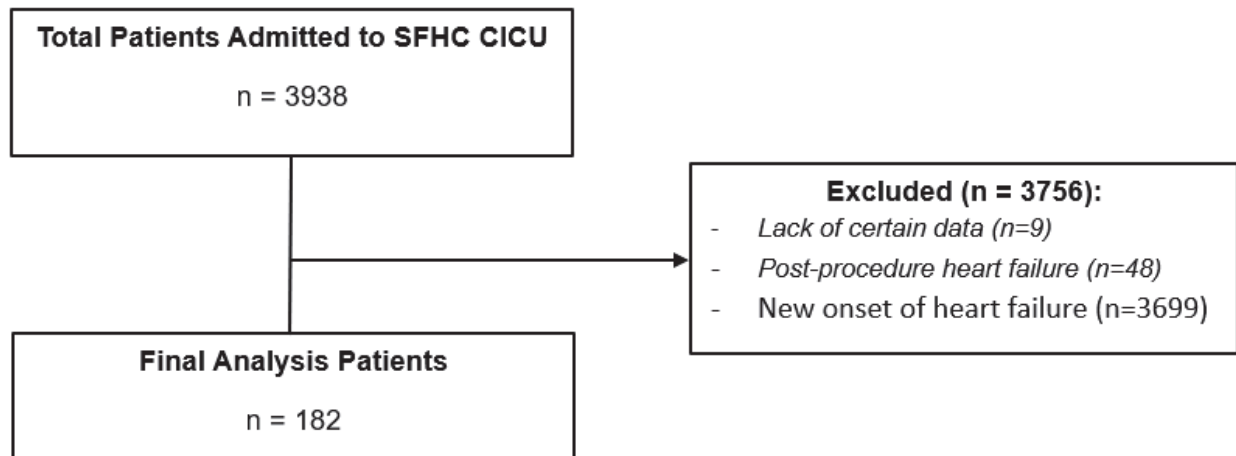 Total Patients Admitted to SFHC CICU
n = 3938
Excluded (n = 3756):
- Lack of certain data (n=9)
- Post-procedure heart failure (n=48)
- New onset of heart failure (n=3699)
Final Analysis Patients
n = 182